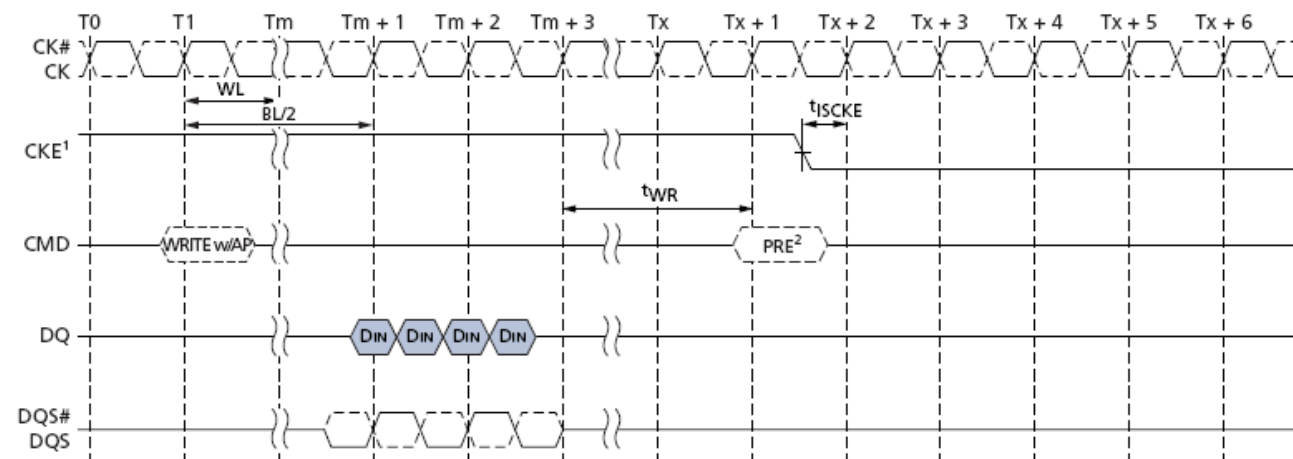 T0 T1 Tm Tm + 1 Tm + 2 Tm + 3 Tx Tx + 1 Tx + 2 Tx + 3 Tx + 4 Tx + 5 Tx + 6
CK#
CK
WL
BL/2
tISCKE
CKE1
tWR
CMD WRITE w/AP PRE2
DQ DIN DIN DIN DIN
DQS#
DQS